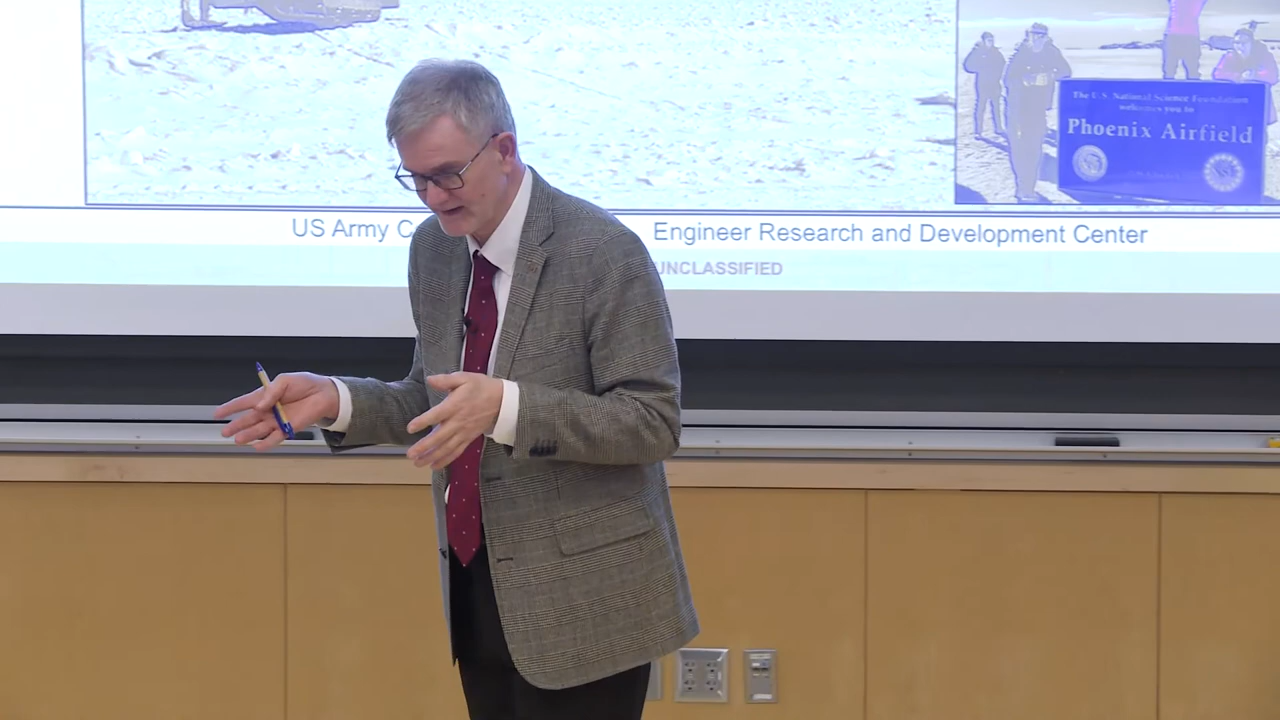 The U.S. National Science Foundation
welcomes you to
Phoenix Airfield
US Army C
Engineer Research and Development Center
UNCLASSIFIED